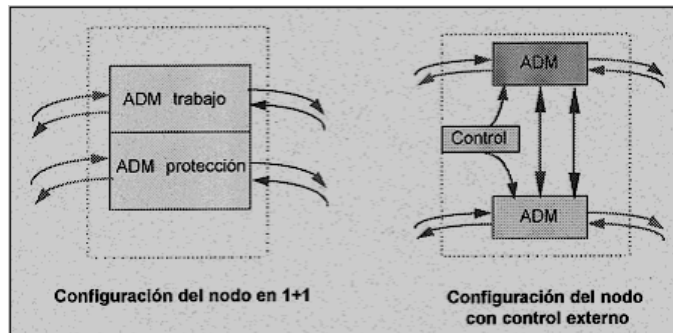 ADM trabajo
ADM protección
Configuración del nodo en 1+1
ADM
Control
ADM
Configuración del nodo
con control externo